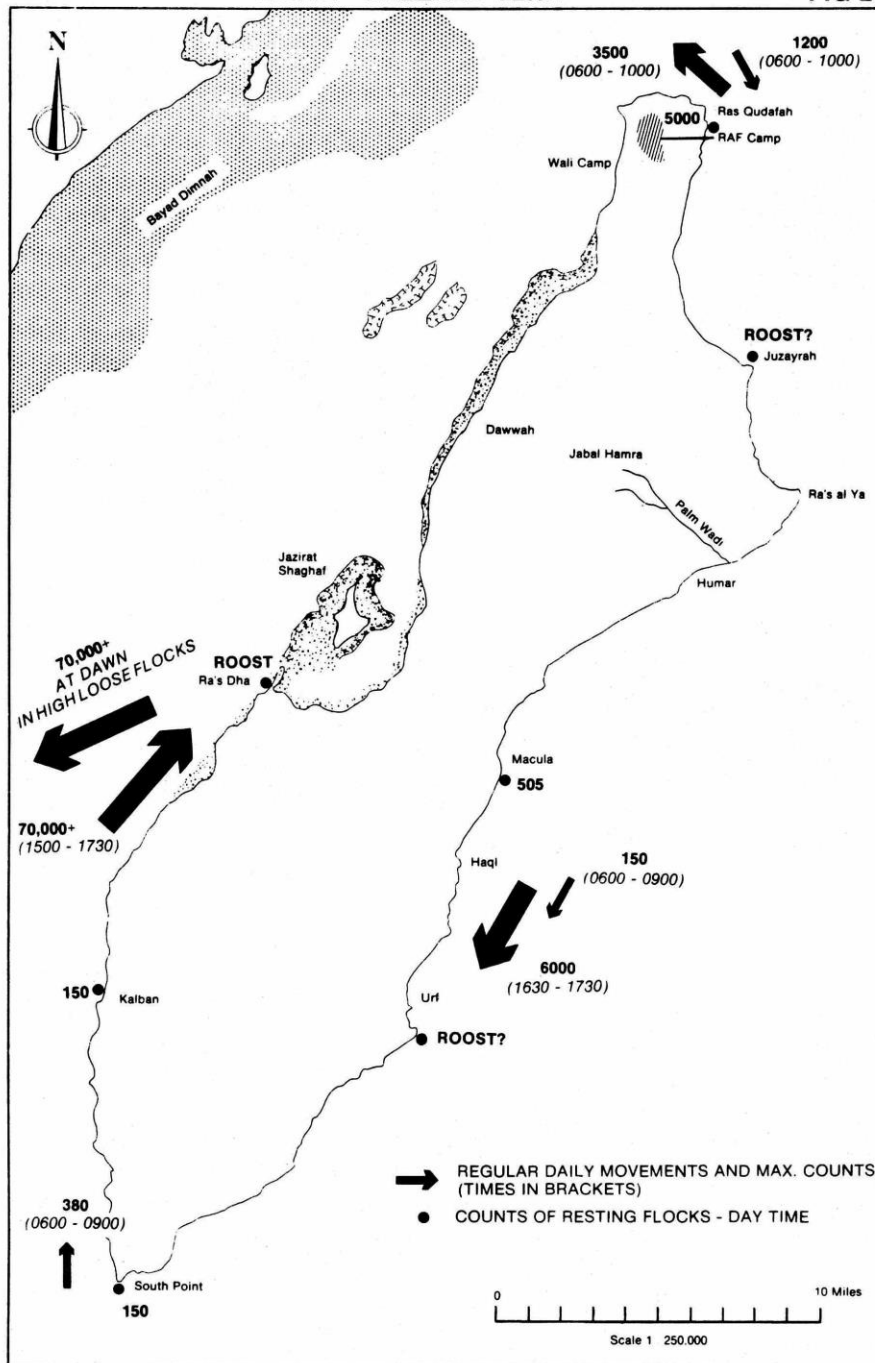 N
3500
(0600 - 1000)
1200
(0600 - 1000)
Ras Qudafah
5000
RAF Camp
Wali Camp
Bayad Dimnah
ROOST?
Juzayrah
Dawwah
Jabal Hamra
Palm Wadi
Ra's al Ya
Humar
Jazirat
Shaghaf
70,000+
AT DAWN
IN HIGH LOOSE FLOCKS
ROOST
Ra's Dha
70,000+
(1500 - 1730)
Macula
505
Haql
150
(0600 - 0900)
6000
(1630 - 1730)
Urf
ROOST?
150
Kalban
REGULAR DAILY MOVEMENTS AND MAX. COUNTS
(TIMES IN BRACKETS)
COUNTS OF RESTING FLOCKS - DAY TIME
380
(0600 - 0900)
South Point
150
0
10 Miles
Scale 1 250.000